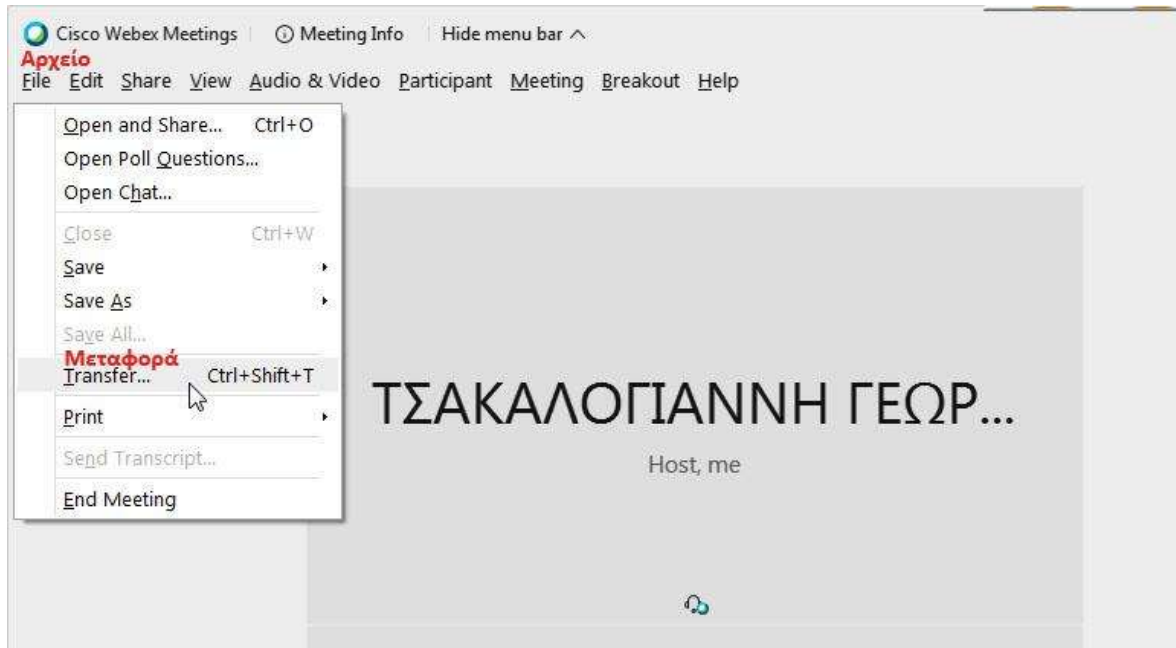 Cisco Webex Meetings Meeting Info Hide menu bar
Αρχείο
File Edit Share View Audio & Video Participant Meeting Breakout Help
Open and Share... Ctrl+O
Open Poll Questions...
Open Chat...
Close Ctrl+W
Save
Save As
Save All...
Μεταφορά
Transfer... Ctrl+Shift+T
Print
Send Transcript...
End Meeting
ΤΣΑΚΑΛΟΓΙΑΝΝΗ ΓΕΩΡ...
Host, me